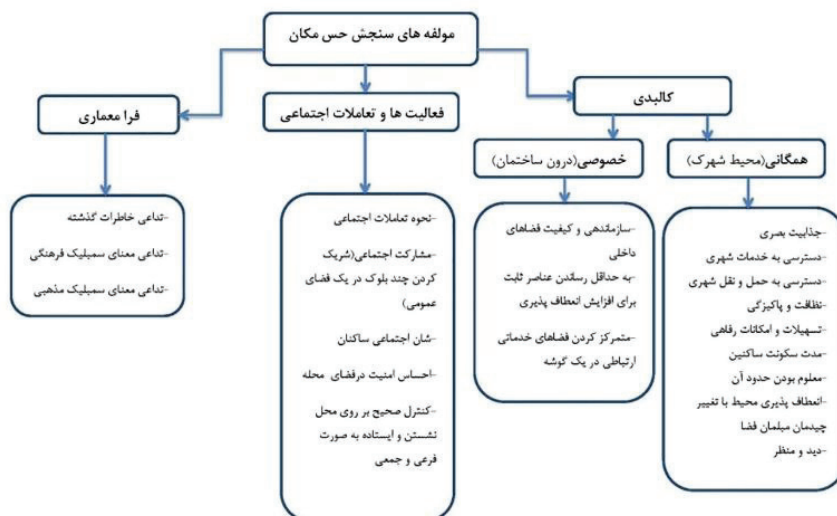 مولفه های سنجش حس مکان
کالبدی
فعالیت ها و تعاملات اجتماعی
فرا معماری
همگانی(محیط شهرک)
خصوصی(درون ساختمان)
-جذابیت بصری
-دسترسی به خدمات شهری
-دسترسی به حمل و نقل شهری
-نظافت و پاکیزگی
-تسهیلات و امکانات رفاهی
-مدت سکونت ساکنین
-معلوم بودن حدود آن
-انعطاف پذیری محیط با تغییر
چیدمان مبلمان فضا
-دید و منظر
-سازماندهی و کیفیت فضاهای
داخلی
-به حداقل رساندن عناصر ثابت
برای افزایش انعطاف پذیری
-متمرکز کردن فضاهای خدماتی
ارتباطی در یک گوشه
-نحوه تعاملات اجتماعی
-مشارکت اجتماعی(شریک
کردن چند بلوک در یک فضای
عمومی)
-شان اجتماعی ساکنان
-احساس امنیت درفضای محله
-کنترل صحیح بر روی محل
نشستن و ایستاده به صورت
فرعی و جمعی
-تداعی خاطرات گذشته
-تداعی معنای سمبلیک فرهنگی
-تداعی معنای سمبلیک مذهبی